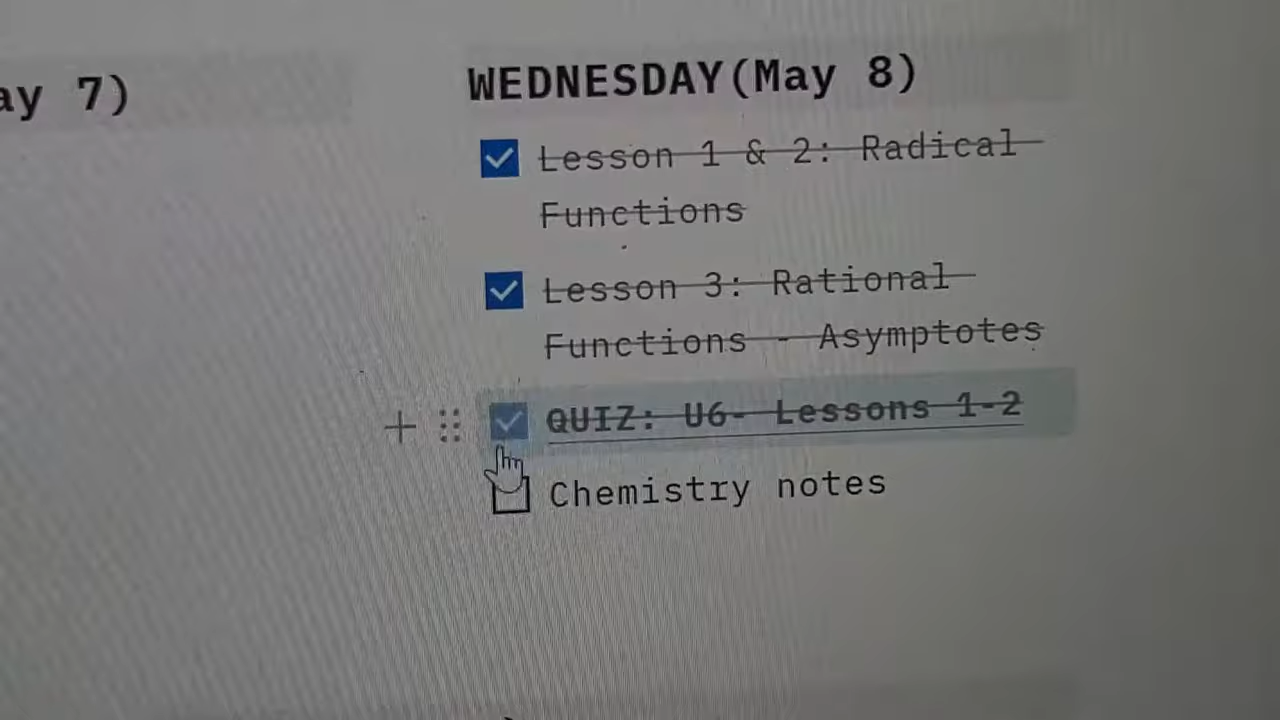 ay 7)
WEDNESDAY(May 8)
Lesson 1 & 2: Radical
Functions
Lesson 3: Rational
Functions - Asymptotes
QUIZ: U6- Lessons 1-2
Chemistry notes